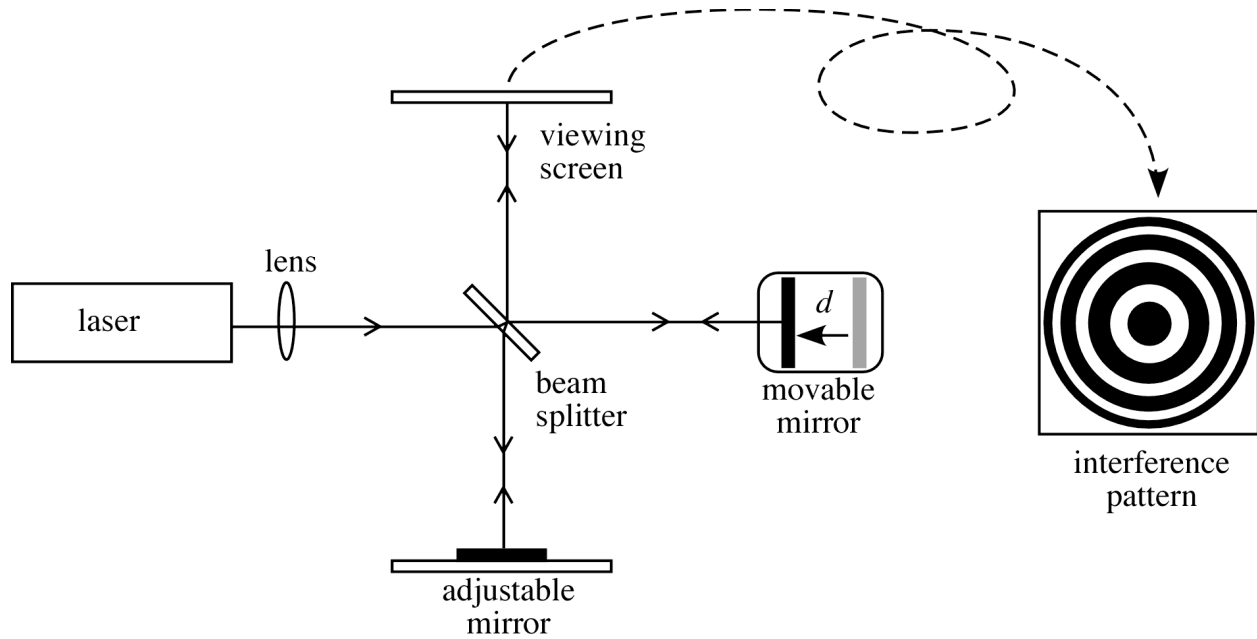 viewing
screen
lens
laser
d
beam
splitter
movable
mirror
interference
pattern
adjustable
mirror